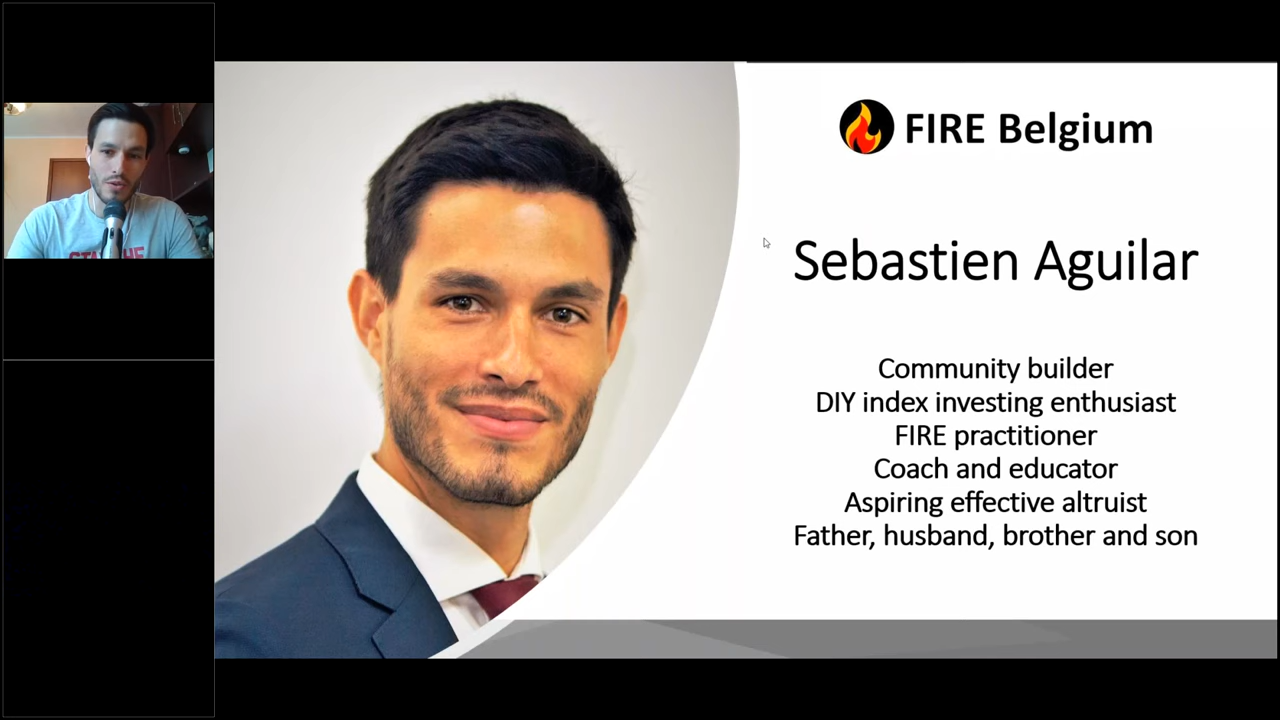 FIRE Belgium
Sebastien Aguilar
Community builder
DIY index investing enthusiast
FIRE practitioner
Coach and educator
Aspiring effective altruist
Father, husband, brother and son